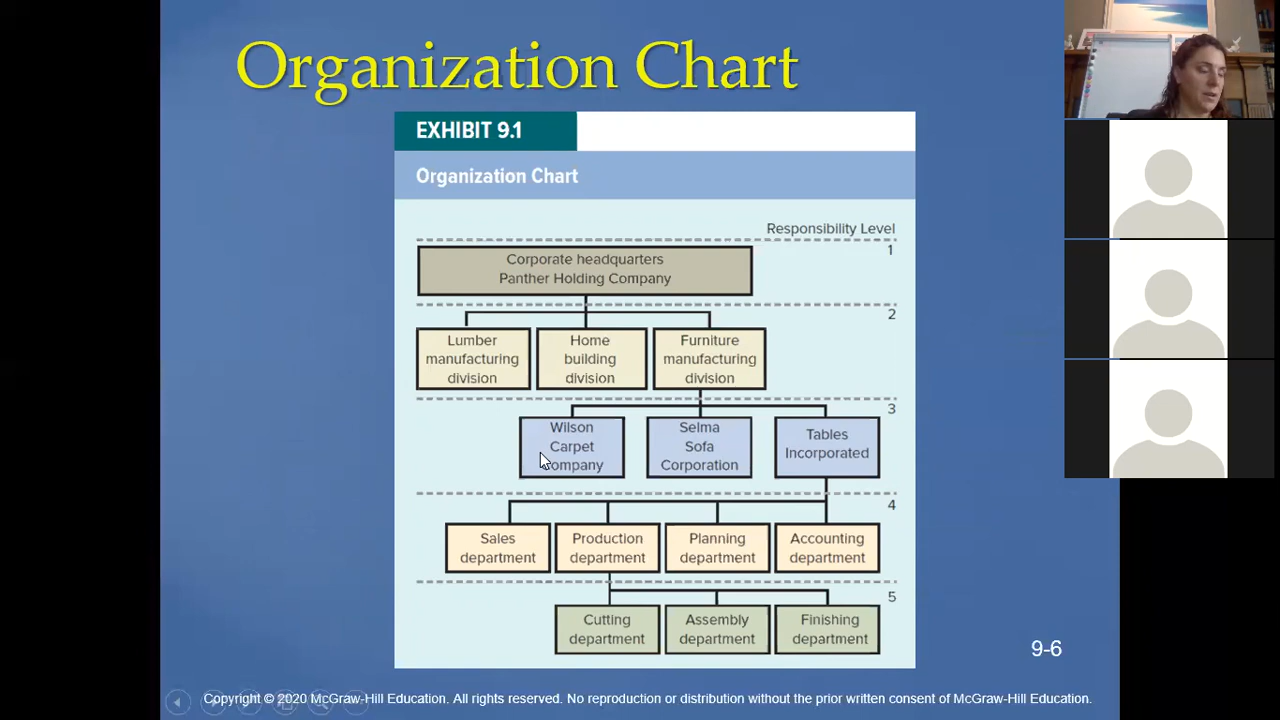 Organization Chart
EXHIBIT 9.1
Organization Chart
Responsibility Level
1
Corporate headquarters
Panther Holding Company
2
Lumber
manufacturing
division
Home
building
division
Furniture
manufacturing
division
3
Wilson
Carpet
Company
Selma
Sofa
Corporation
Tables
Incorporated
4
Sales
department
Production
department
Planning
department
Accounting
department
5
Cutting
department
Assembly
department
Finishing
department
9-6
Copyright © 2020 McGraw-Hill Education. All rights reserved. No reproduction or distribution without the prior written consent of McGraw-Hill Education.